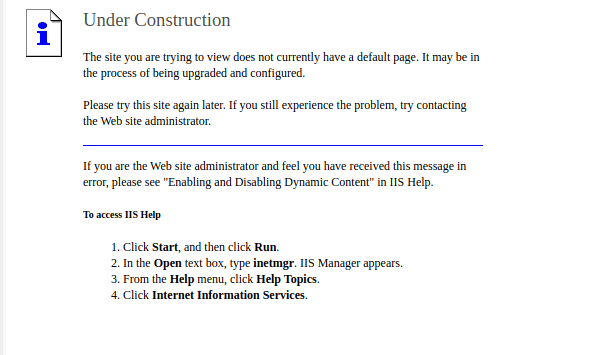 Under Construction
The site you are trying to view does not currently have a default page. It may be in
the process of being upgraded and configured.
Please try this site again later. If you still experience the problem, try contacting
the Web site administrator.
If you are the Web site administrator and feel you have received this message in
error, please see "Enabling and Disabling Dynamic Content" in IIS Help.
To access IIS Help
1. Click Start, and then click Run.
2. In the Open text box, type inetmgr. IIS Manager appears.
3. From the Help menu, click Help Topics.
4. Click Internet Information Services.